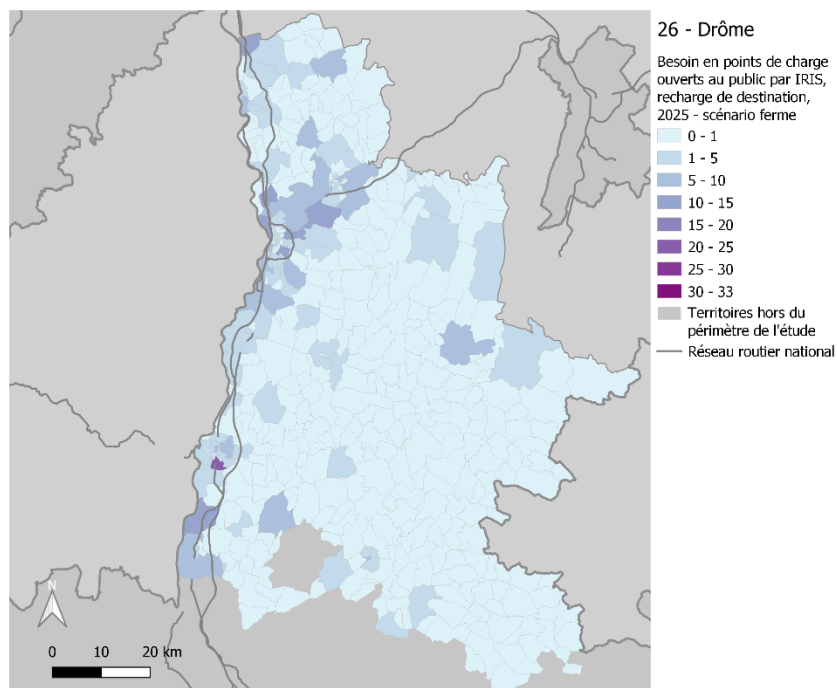 26 - Drôme
Besoin en points de charge
ouverts au public par IRIS,
recharge de destination,
2025 - scénario ferme
0 - 1
1 - 5
5 - 10
10 - 15
15 - 20
20 - 25
25 - 30
30 - 33
Territoires hors du
périmètre de l'étude
Réseau routier national
N
0 10 20 km